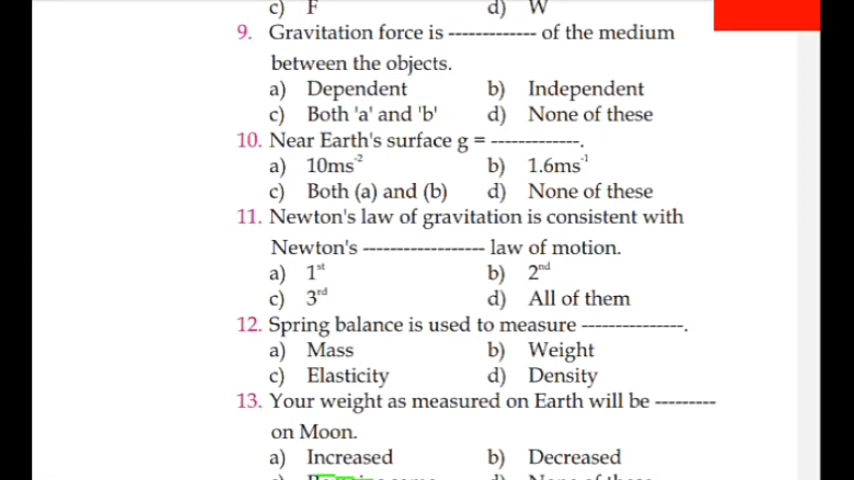 c) F d) W
9. Gravitation force is ------------- of the medium
between the objects.
a) Dependent b) Independent
c) Both 'a' and 'b' d) None of these
10. Near Earth's surface g = -------------.
a) 10ms⁻² b) 1.6ms⁻¹
c) Both (a) and (b) d) None of these
11. Newton's law of gravitation is consistent with
Newton's ------------------ law of motion.
a) 1st b) 2nd
c) 3rd d) All of them
12. Spring balance is used to measure ---------------.
a) Mass b) Weight
c) Elasticity d) Density
13. Your weight as measured on Earth will be ---------
on Moon.
a) Increased b) Decreased